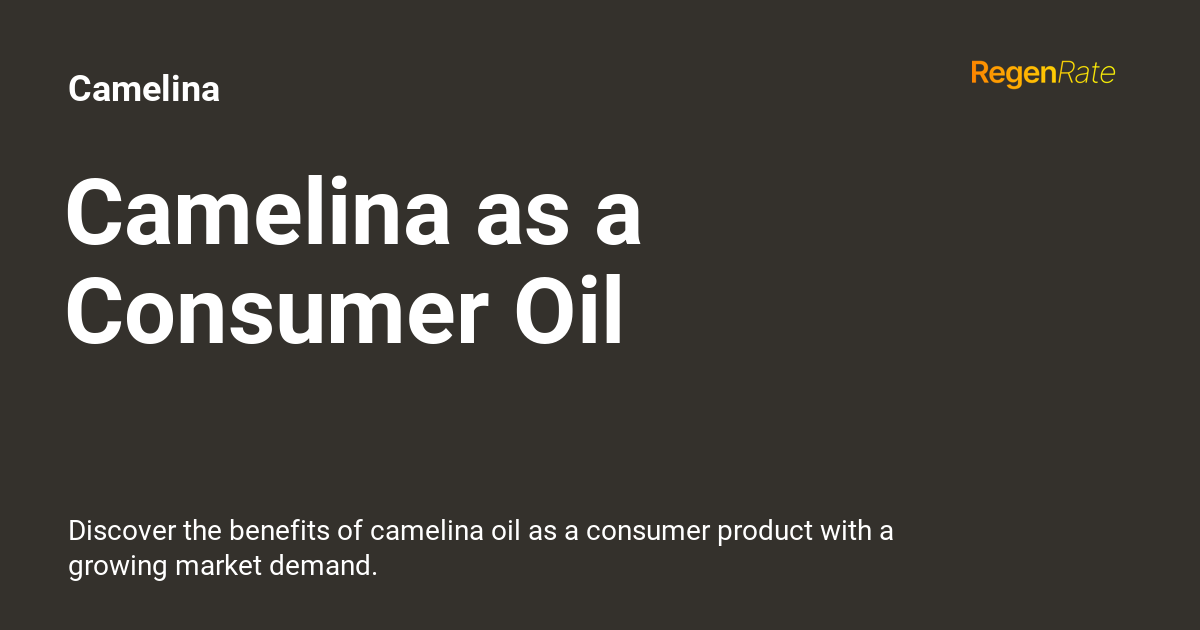 Camelina
RegenRate
Camelina as a
Consumer Oil
Discover the benefits of camelina oil as a consumer product with a
growing market demand.